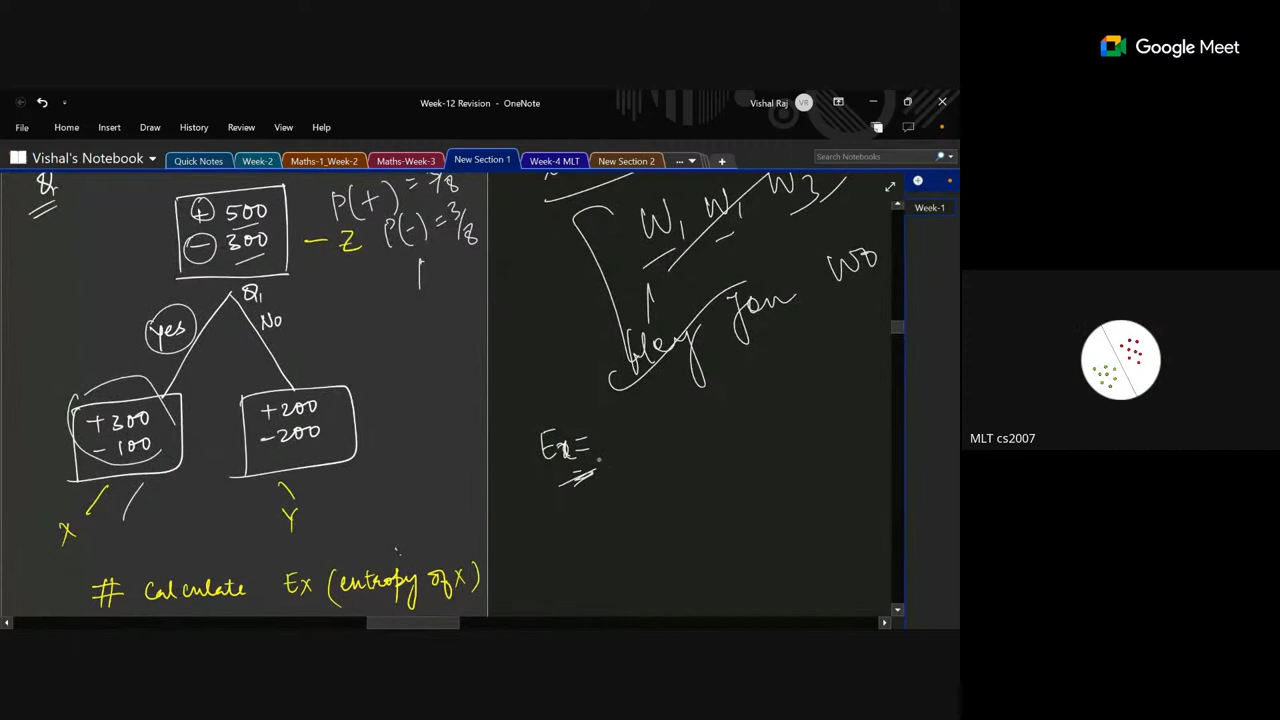 Google Meet
Week-12 Revision - OneNote
Vishal Raj
VR
File Home Insert Draw History Review View Help
Vishal's Notebook
Quick Notes Week-2 Maths-1_Week-2 Maths-Week-3 New Section 1 Week-4 MLT New Section 2 ...
Search Notebooks
Week-1
+ 500
- 300
- Z
P(+) =
P(-) = 3/8
Q1
yes
No
+300
- 100
+200
-200
X
Y
# Calculate Ex (entropy of X)
W1 W1 W3
Wo
Ex=
MLT cs2007